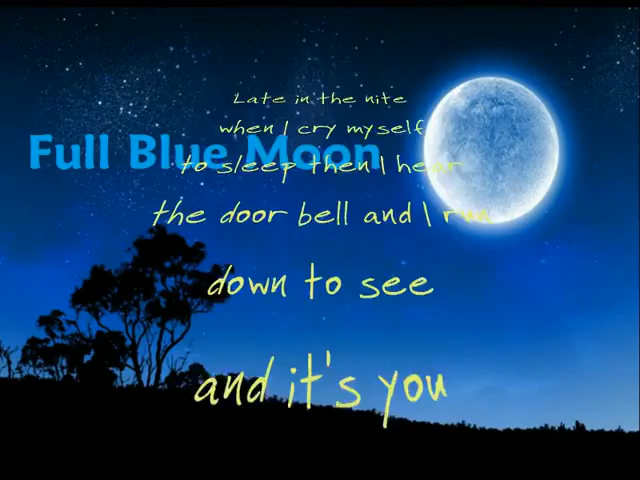 Late in the nite
when I cry myself
Full Blue Moon
to sleep then I hear
the door bell and I run
down to see
and it's you